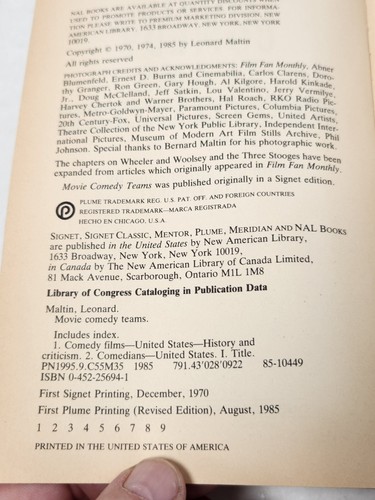 NAL BOOKS ARE AVAILABLE AT QUANTITY DISCOUNTS WHEN
USED TO PROMOTE PRODUCTS OR SERVICES. FOR INFORMA-
TION PLEASE WRITE TO PREMIUM MARKETING DIVISION, NEW
AMERICAN LIBRARY, 1633 BROADWAY, NEW YORK, NEW YORK
10019.
Copyright © 1970, 1974, 1985 by Leonard Maltin
All rights reserved
PHOTOGRAPH CREDITS AND ACKNOWLEDGMENTS: Film Fan Monthly, Abner
Blumenfeld, Ernest D. Burns and Cinemabilia, Carlos Clarens, Doro-
thy Granger, Ron Green, Gary Hough, Al Kilgore, Harold Kinkade,
Jr., Doug McClelland, Jeff Satkin, Lou Valentino, Jerry Vermilye,
Harvey Chertok and Warner Brothers, Hal Roach, RKO Radio Pic-
tures, Metro-Goldwyn-Mayer, Paramount Pictures, Columbia Pictures,
20th Century-Fox, Universal Pictures, Screen Gems, United Artists,
Theatre Collection of the New York Public Library, Independent Inter-
national Pictures, Museum of Modern Art Film Stills Archive, Phil
Johnson. Special thanks to Bernard Maltin for his photographic work.
The chapters on Wheeler and Woolsey and the Three Stooges have been
expanded from articles which originally appeared in Film Fan Monthly.
Movie Comedy Teams was published originally in a Signet edition.
PLUME TRADEMARK REG. U.S. PAT. OFF. AND FOREIGN COUNTRIES
REGISTERED TRADEMARK—MARCA REGISTRADA
HECHO EN CHICAGO, U.S.A.
SIGNET, SIGNET CLASSIC, MENTOR, PLUME, MERIDIAN AND NAL BOOKS
are published in the United States by New American Library,
1633 Broadway, New York, New York 10019,
in Canada by The New American Library of Canada Limited,
81 Mack Avenue, Scarborough, Ontario M1L 1M8
Library of Congress Cataloging in Publication Data
Maltin, Leonard.
Movie comedy teams.
Includes index.
1. Comedy films—United States—History and
criticism. 2. Comedians—United States. I. Title.
PN1995.9.C55M35 1985 791.43'028'0922 85-10449
ISBN 0-452-25694-1
First Signet Printing, December, 1970
First Plume Printing (Revised Edition), August, 1985
1 2 3 4 5 6 7 8 9
PRINTED IN THE UNITED STATES OF AMERICA